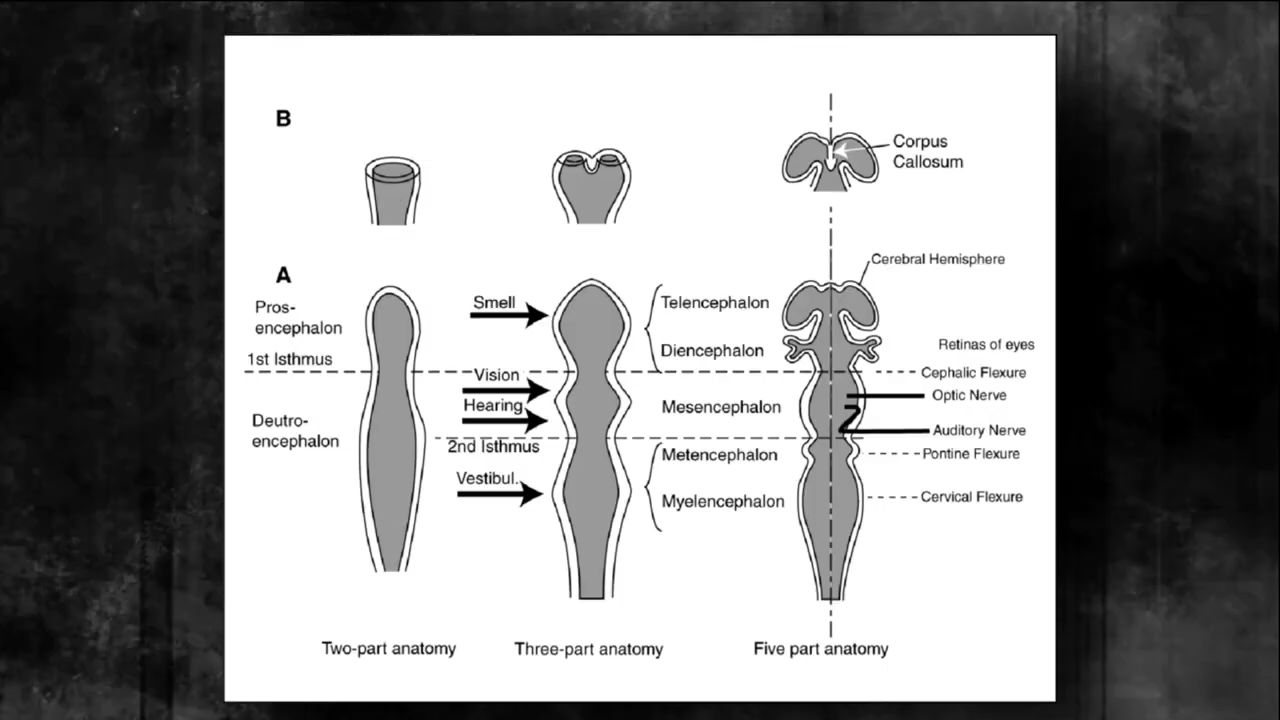 B
Corpus
Callosum
A
Cerebral Hemisphere
Pros-
encephalon
Smell
Telencephalon
Retinas of eyes
1st Isthmus
Diencephalon
Vision
Cephalic Flexure
Optic Nerve
Hearing
Mesencephalon
Deutro-
encephalon
Auditory Nerve
2nd Isthmus
Metencephalon
Pontine Flexure
Vestibul.
Myelencephalon
Cervical Flexure
Two-part anatomy
Three-part anatomy
Five part anatomy